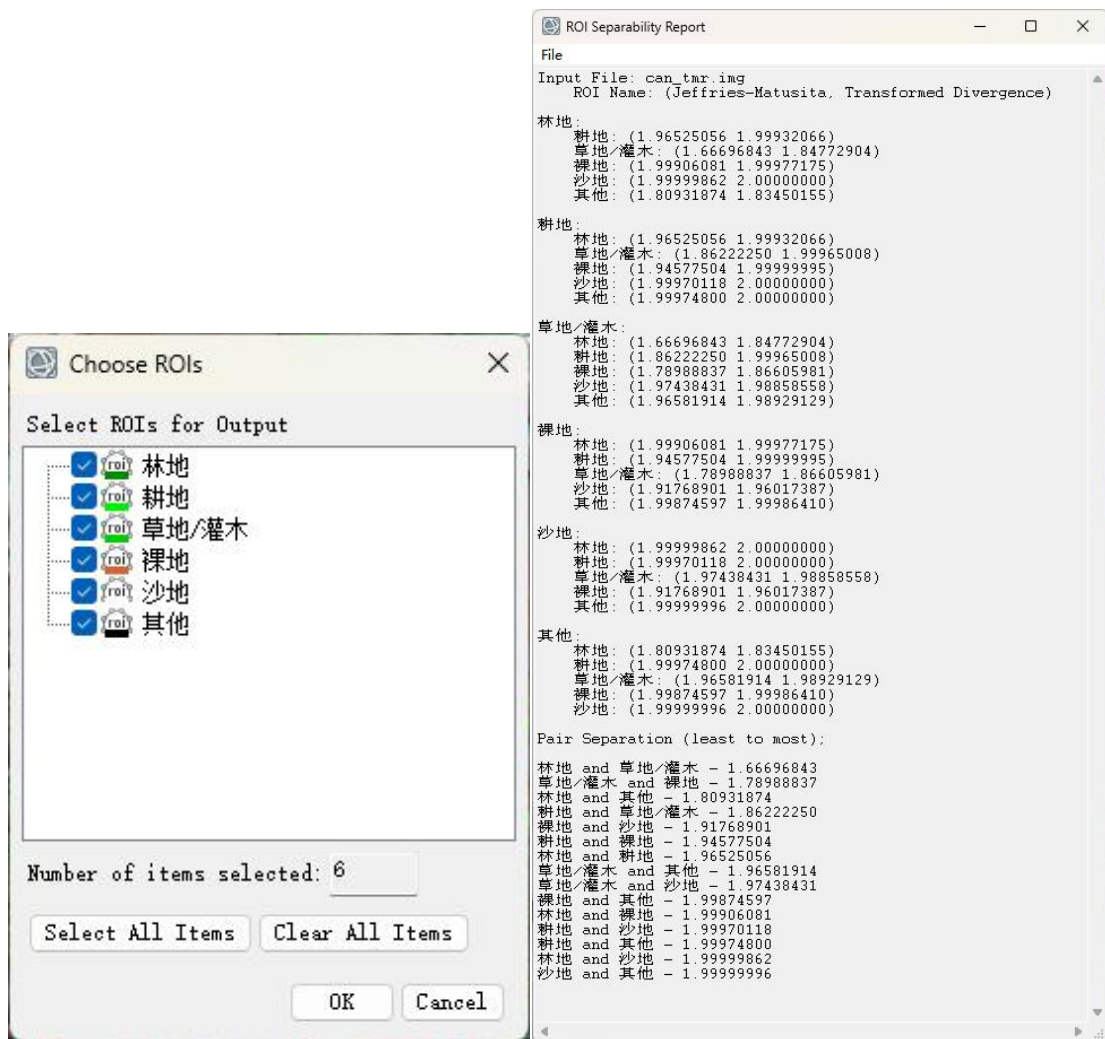 Choose ROIs
Select ROIs for Output
roi 林地
roi 耕地
roi 草地/灌木
roi 裸地
roi 沙地
roi 其他
Number of items selected: 6
Select All Items Clear All Items
OK Cancel
ROI Separability Report
File
Input File: can_tmr.img
ROI Name: (Jeffries-Matusita, Transformed Divergence)
林地:
耕地: (1.96525056 1.99932066)
草地/灌木: (1.66696843 1.84772904)
裸地: (1.99906081 1.99977175)
沙地: (1.99999862 2.00000000)
其他: (1.80931874 1.83450155)
耕地:
林地: (1.96525056 1.99932066)
草地/灌木: (1.86222250 1.99965008)
裸地: (1.94577504 1.99999995)
沙地: (1.99970118 2.00000000)
其他: (1.99974800 2.00000000)
草地/灌木:
林地: (1.66696843 1.84772904)
耕地: (1.86222250 1.99965008)
裸地: (1.78988837 1.86605981)
沙地: (1.97438431 1.98858558)
其他: (1.96581914 1.98929129)
裸地:
林地: (1.99906081 1.99977175)
耕地: (1.94577504 1.99999995)
草地/灌木: (1.78988837 1.86605981)
沙地: (1.91768901 1.96017387)
其他: (1.99874597 1.99986410)
沙地:
林地: (1.99999862 2.00000000)
耕地: (1.99970118 2.00000000)
草地/灌木: (1.97438431 1.98858558)
裸地: (1.91768901 1.96017387)
其他: (1.99999996 2.00000000)
其他:
林地: (1.80931874 1.83450155)
耕地: (1.99974800 2.00000000)
草地/灌木: (1.96581914 1.98929129)
裸地: (1.99874597 1.99986410)
沙地: (1.99999996 2.00000000)
Pair Separation (least to most);
林地 and 草地/灌木 - 1.66696843
草地/灌木 and 裸地 - 1.78988837
林地 and 其他 - 1.80931874
耕地 and 草地/灌木 - 1.86222250
裸地 and 沙地 - 1.91768901
耕地 and 裸地 - 1.94577504
林地 and 耕地 - 1.96525056
草地/灌木 and 其他 - 1.96581914
草地/灌木 and 沙地 - 1.97438431
裸地 and 其他 - 1.99874597
林地 and 裸地 - 1.99906081
耕地 and 沙地 - 1.99970118
耕地 and 其他 - 1.99974800
林地 and 沙地 - 1.99999862
沙地 and 其他 - 1.99999996